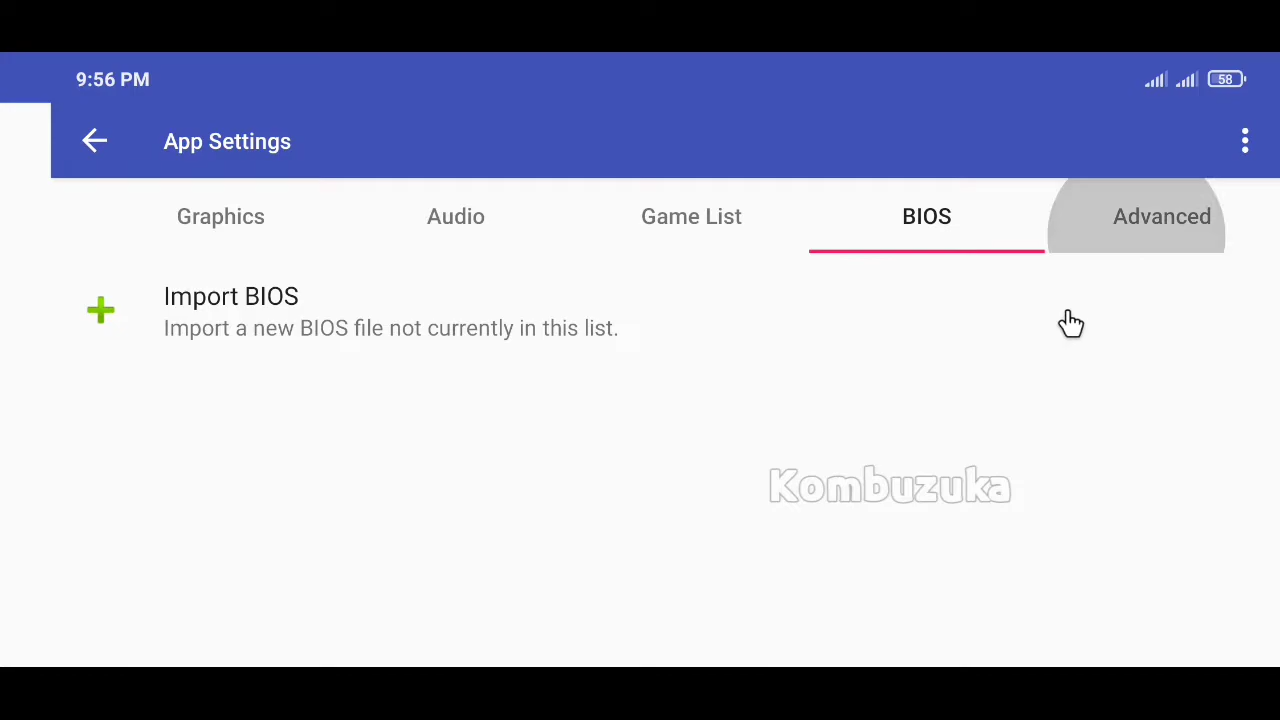 9:56 PM
58
App Settings
Graphics Audio Game List BIOS Advanced
Import BIOS
Import a new BIOS file not currently in this list.
Kombuzuka